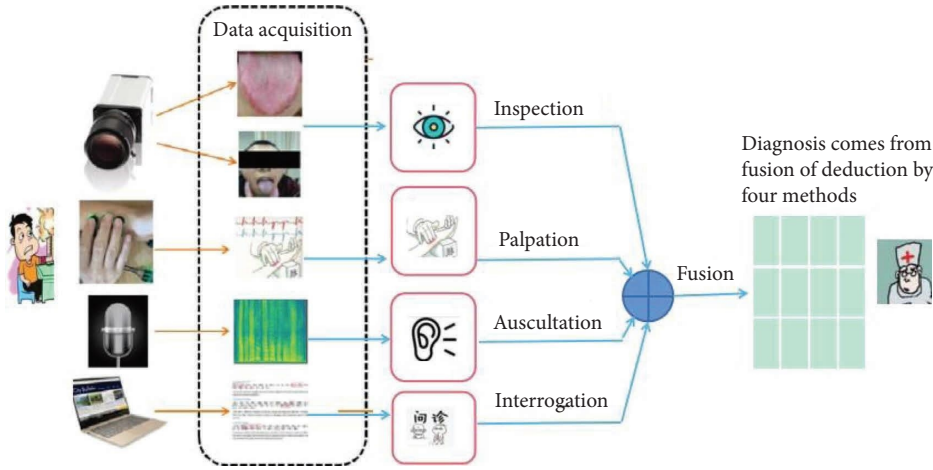 Data acquisition
Inspection
Diagnosis comes from
fusion of deduction by
four methods
Palpation
Fusion
Auscultation
Interrogation
问诊